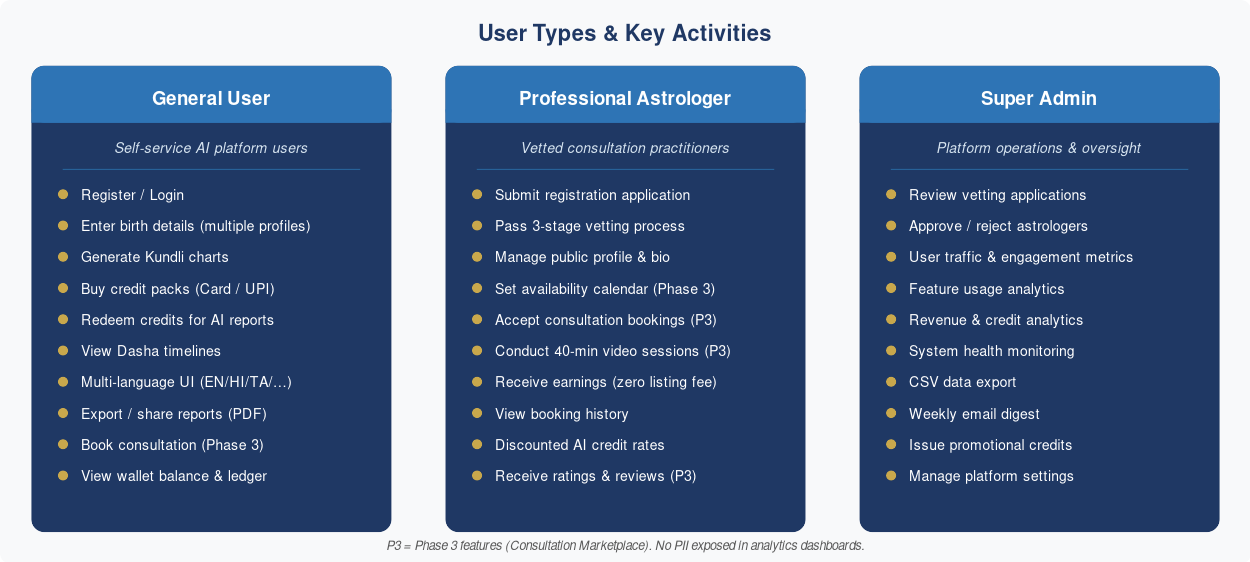 User Types & Key Activities
General User
Self-service AI platform users
Register / Login
Enter birth details (multiple profiles)
Generate Kundli charts
Buy credit packs (Card / UPI)
Redeem credits for AI reports
View Dasha timelines
Multi-language UI (EN/HI/TA/...)
Export / share reports (PDF)
Book consultation (Phase 3)
View wallet balance & ledger
Professional Astrologer
Vetted consultation practitioners
Submit registration application
Pass 3-stage vetting process
Manage public profile & bio
Set availability calendar (Phase 3)
Accept consultation bookings (P3)
Conduct 40-min video sessions (P3)
Receive earnings (zero listing fee)
View booking history
Discounted AI credit rates
Receive ratings & reviews (P3)
Super Admin
Platform operations & oversight
Review vetting applications
Approve / reject astrologers
User traffic & engagement metrics
Feature usage analytics
Revenue & credit analytics
System health monitoring
CSV data export
Weekly email digest
Issue promotional credits
Manage platform settings
P3 = Phase 3 features (Consultation Marketplace). No PII exposed in analytics dashboards.